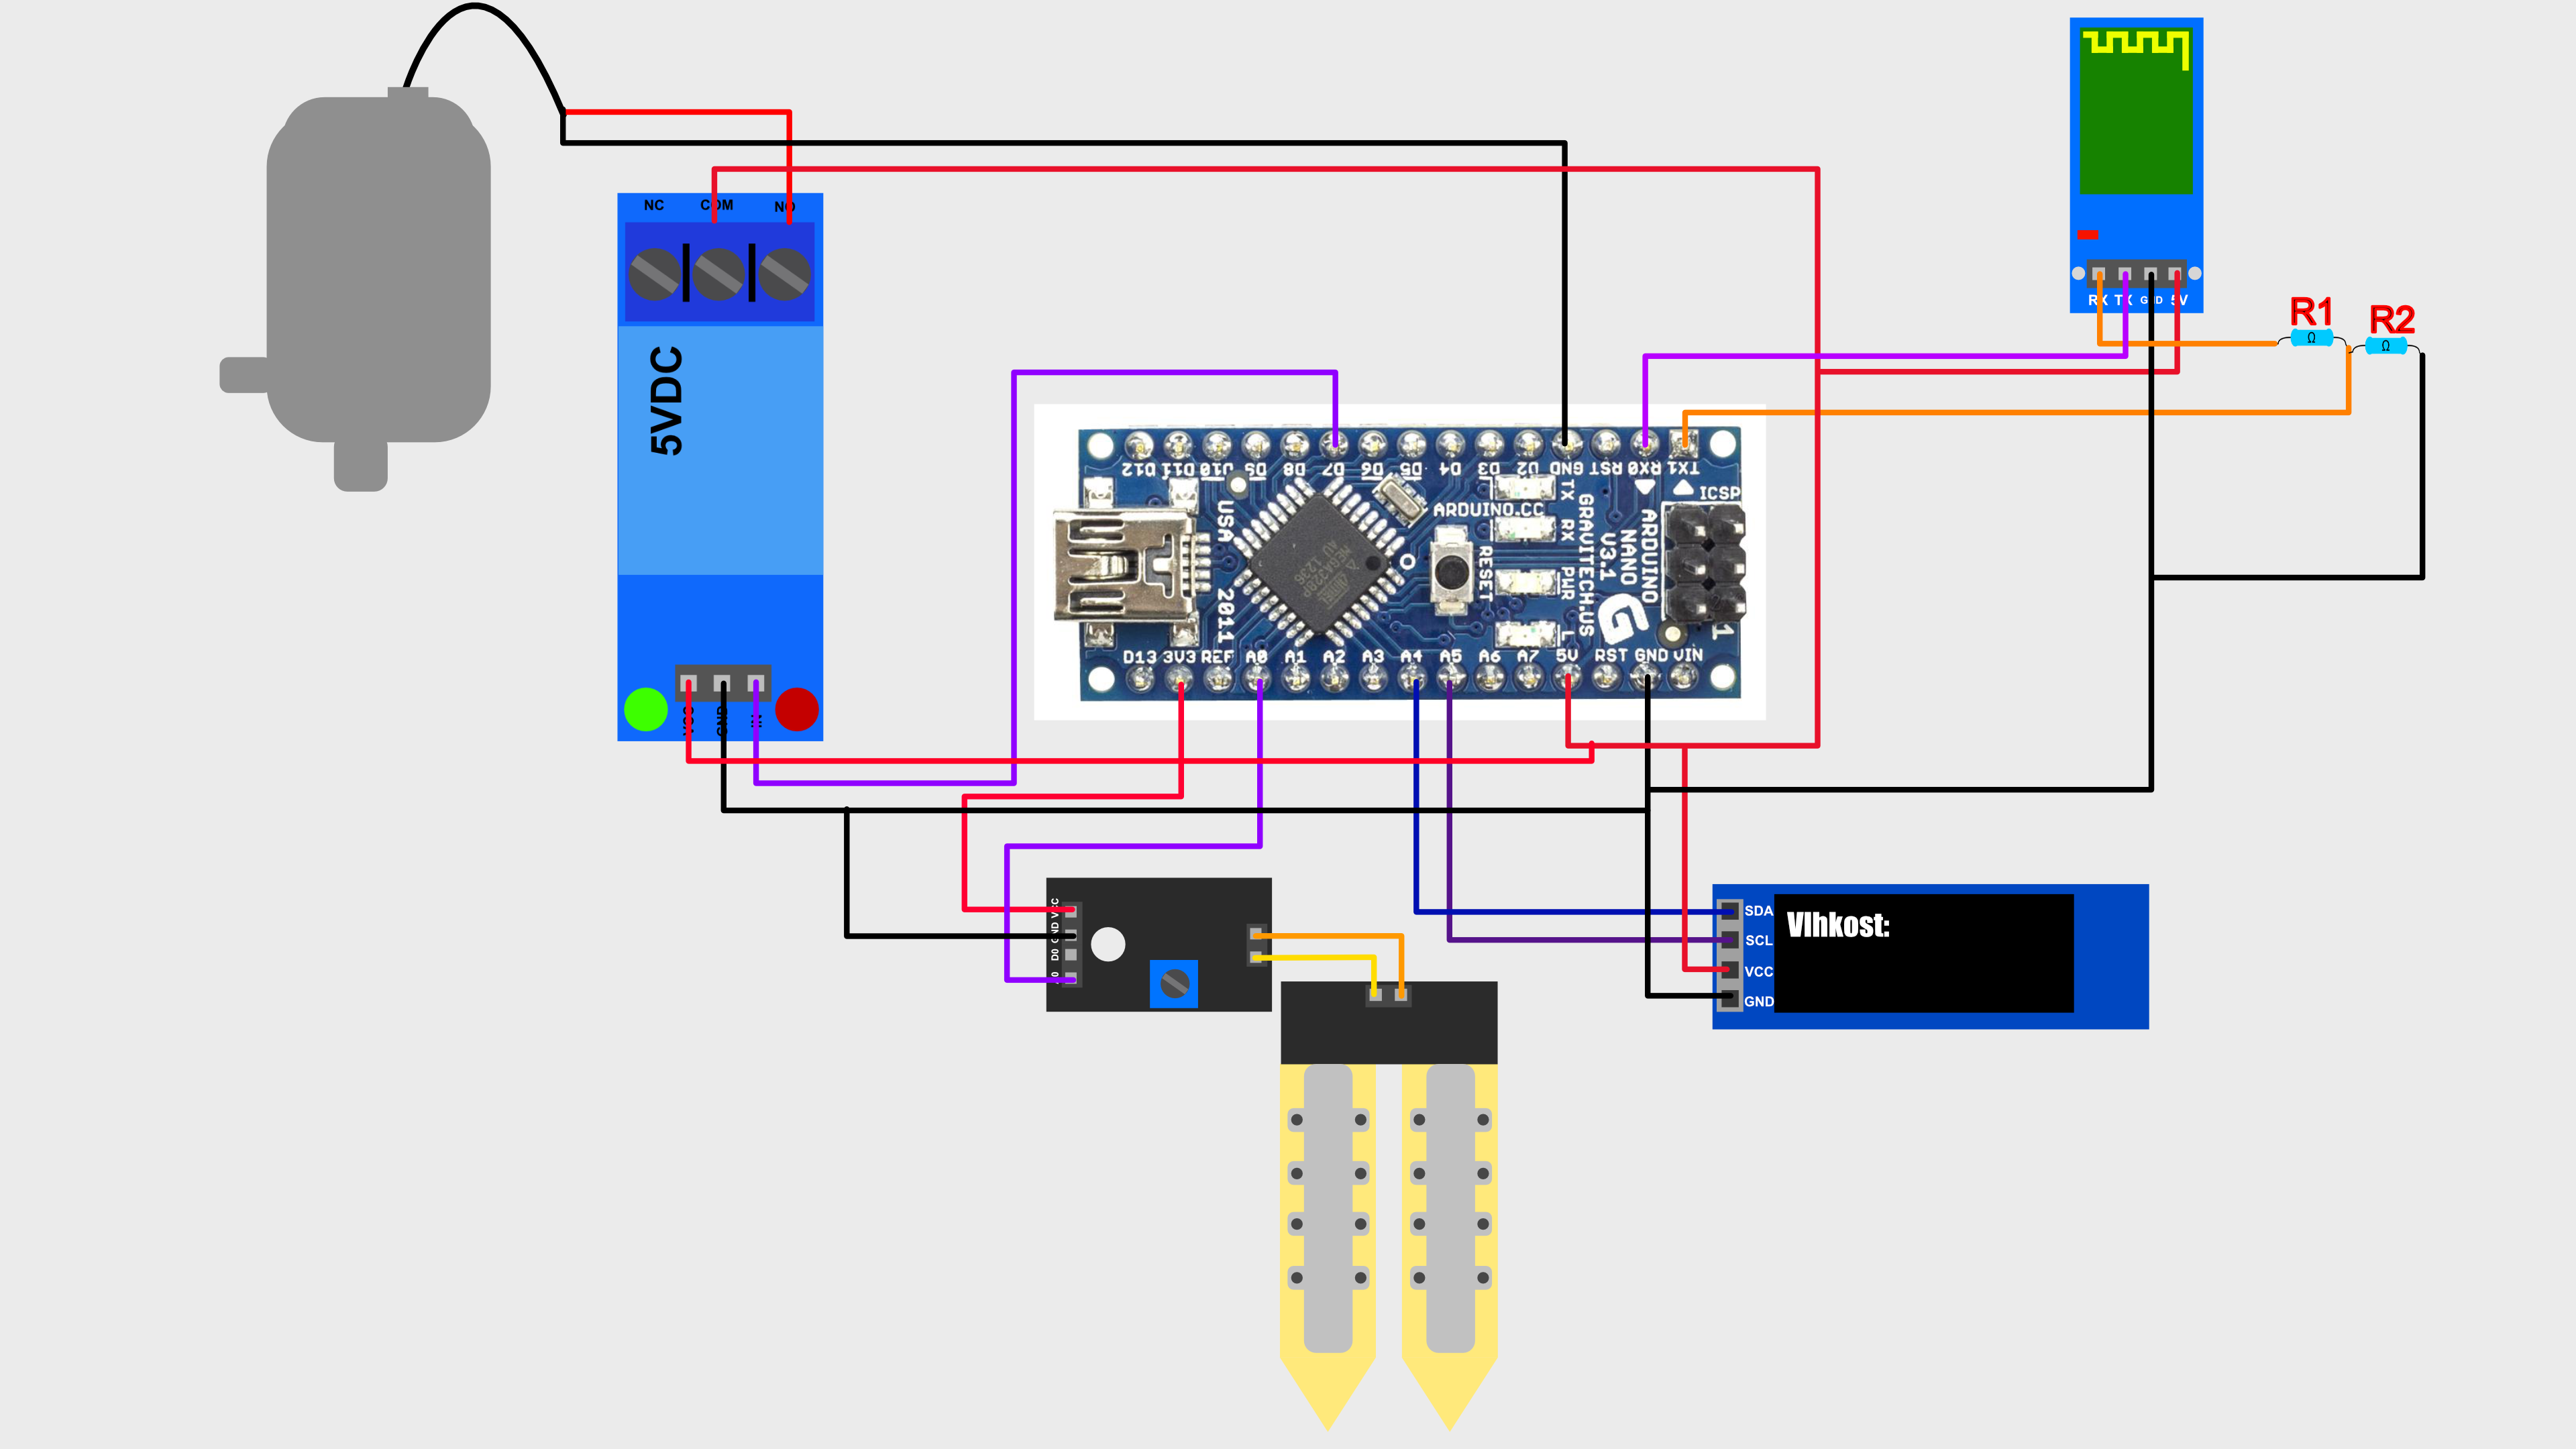 NC COM NO
5VDC
VCC GND IN
RX TX GND 5V
R1
Ω
R2
Ω
D12 D11 D10 D9 D8 D7 D6 D5 D4 D3 D2 GND RST RX0 TX1
ICSP
TX
RX
PWR
L
USA
2011
ARDUINO.CC
RESET
GRAVITECH.US
ARDUINO
NANO
V3.1
G
1
D13 3V3 REF A0 A1 A2 A3 A4 A5 A6 A7 5V RST GND VIN
VCC
GND
D0
SDA
SCL
VCC
GND
Vlhkost: